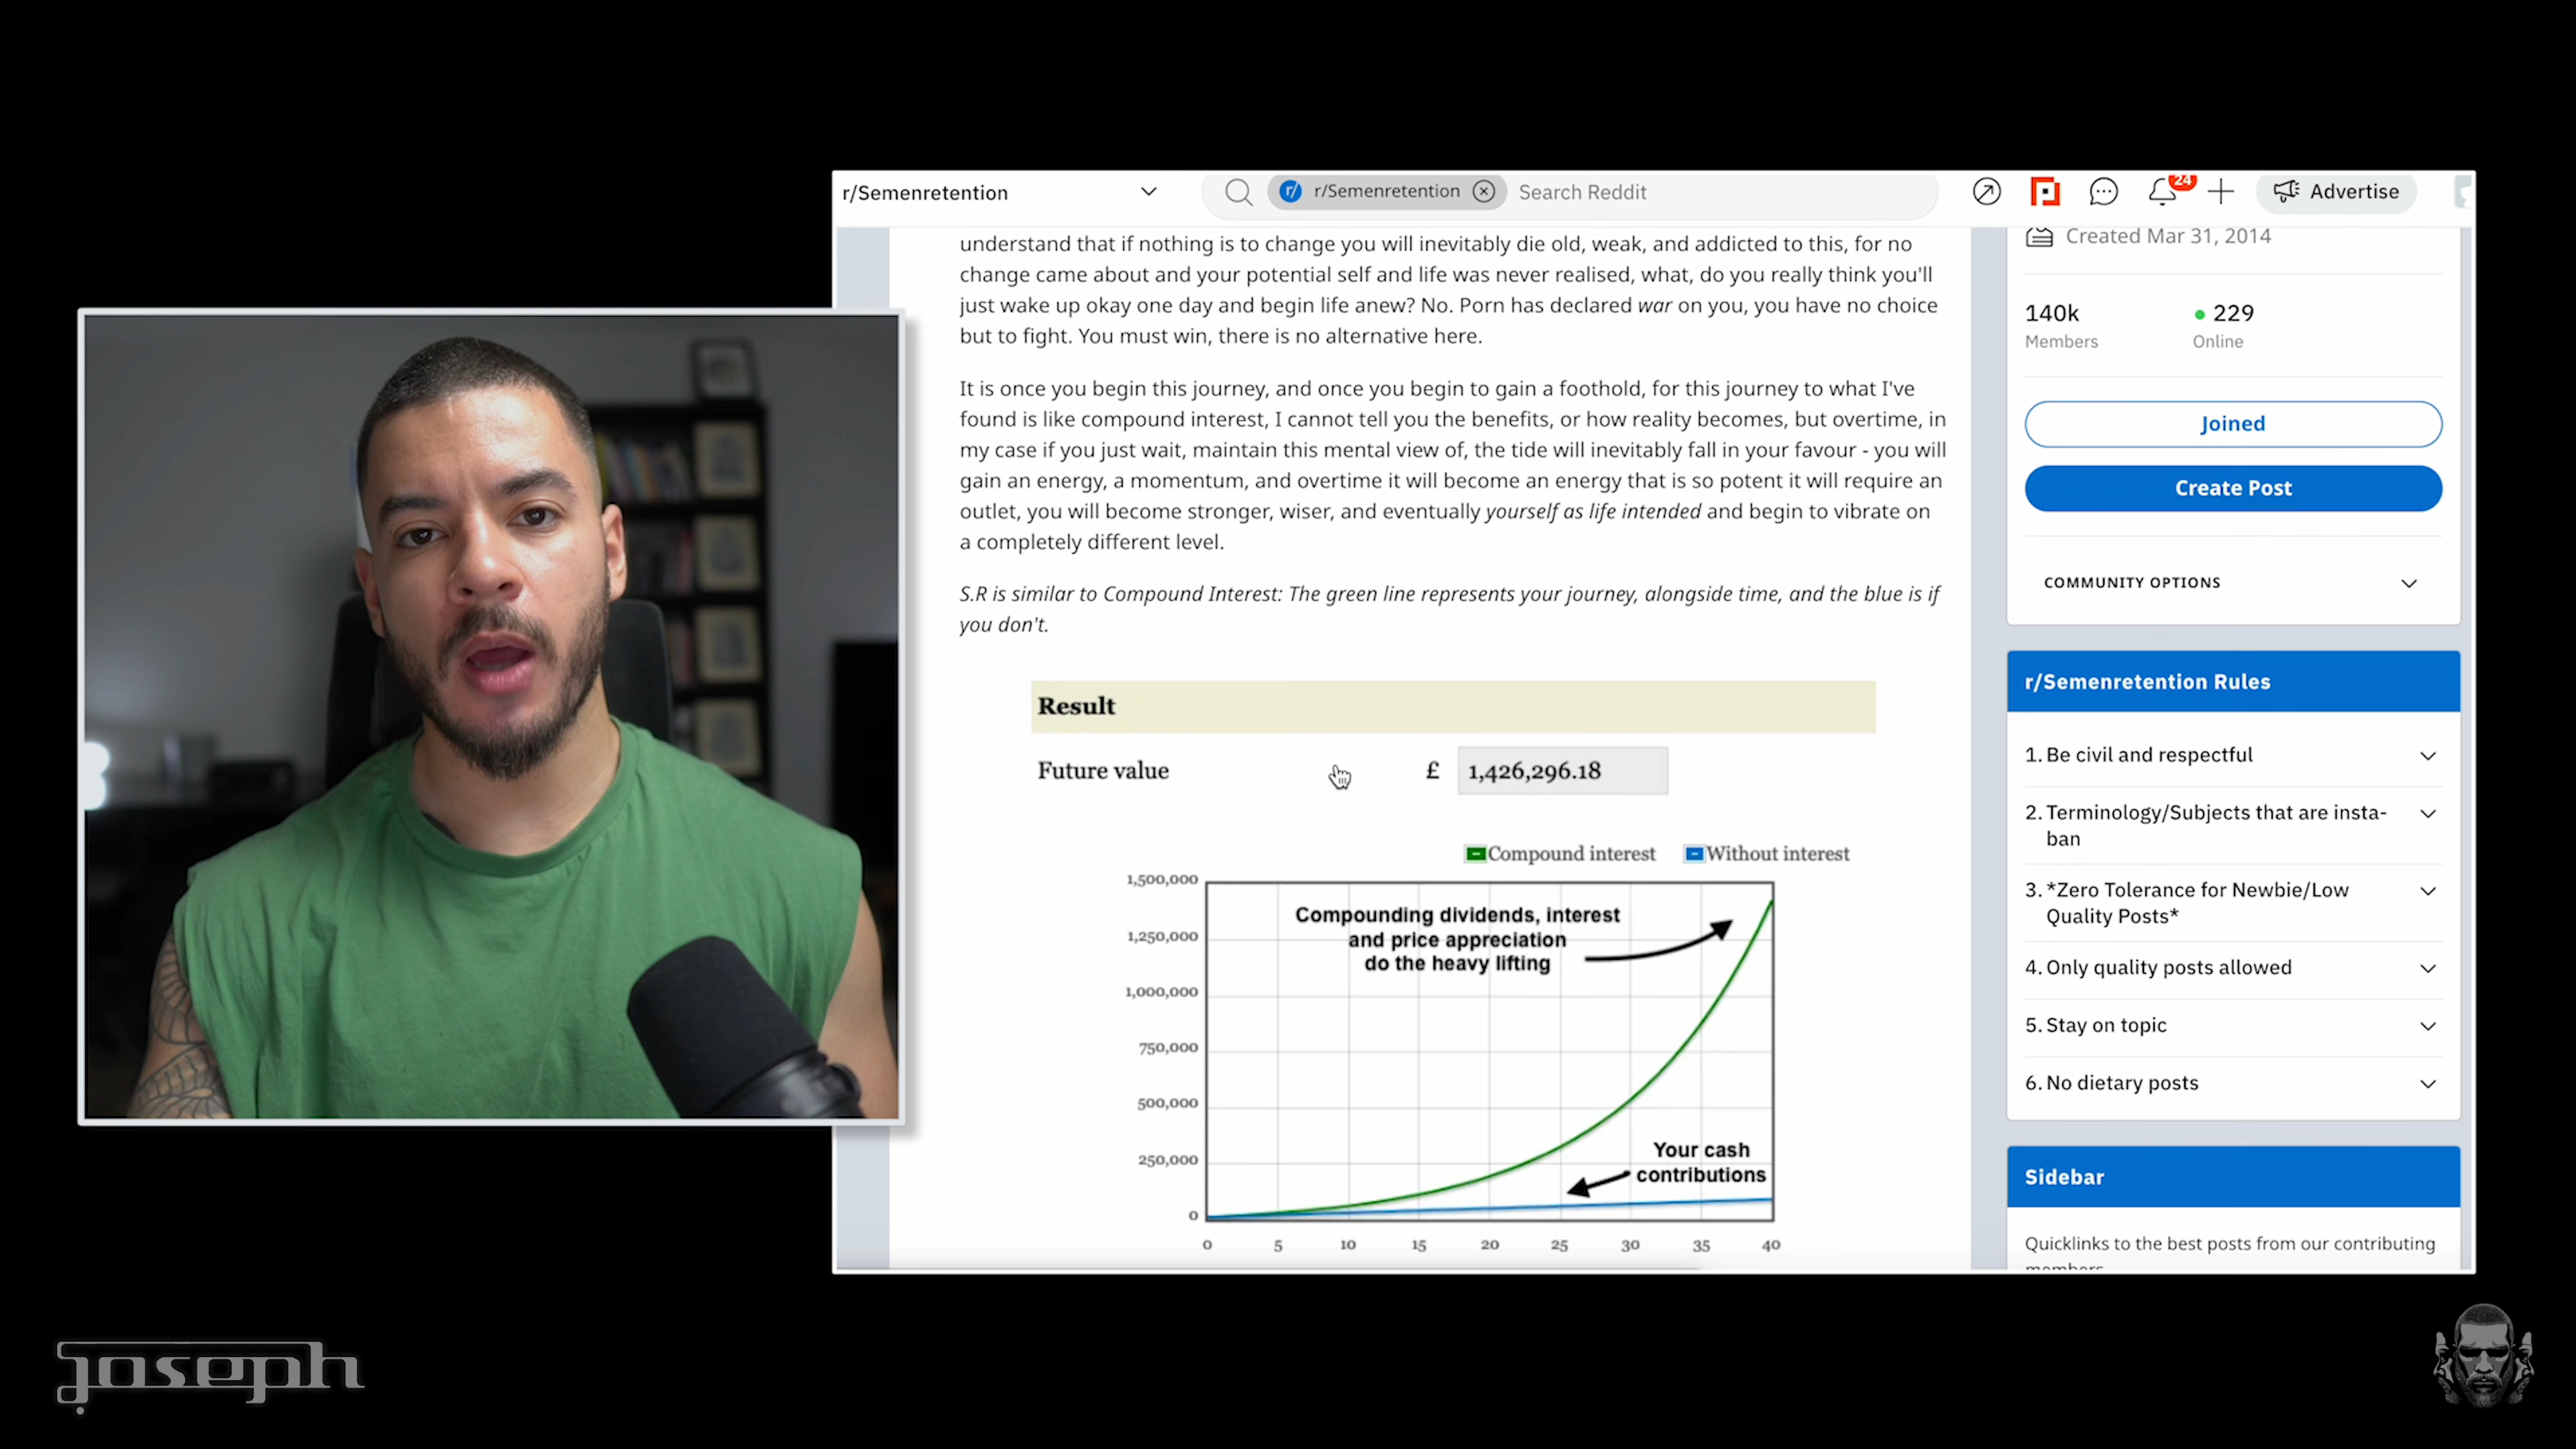 r/Semenretention
r/Semenretention
Search Reddit
24
Advertise
understand that if nothing is to change you will inevitably die old, weak, and addicted to this, for no
change came about and your potential self and life was never realised, what, do you really think you'll
just wake up okay one day and begin life anew? No. Porn has declared war on you, you have no choice
but to fight. You must win, there is no alternative here.
It is once you begin this journey, and once you begin to gain a foothold, for this journey to what I've
found is like compound interest, I cannot tell you the benefits, or how reality becomes, but overtime, in
my case if you just wait, maintain this mental view of, the tide will inevitably fall in your favour - you will
gain an energy, a momentum, and overtime it will become an energy that is so potent it will require an
outlet, you will become stronger, wiser, and eventually yourself as life intended and begin to vibrate on
a completely different level.
S.R is similar to Compound Interest: The green line represents your journey, alongside time, and the blue is if
you don't.
Result
Future value £ 1,426,296.18
Compound interest Without interest
1,500,000
1,250,000
1,000,000
750,000
500,000
250,000
0
Compounding dividends, interest
and price appreciation
do the heavy lifting
Your cash
contributions
0 5 10 15 20 25 30 35 40
Created Mar 31, 2014
140k 229
Members Online
Joined
Create Post
COMMUNITY OPTIONS
r/Semenretention Rules
1. Be civil and respectful
2. Terminology/Subjects that are insta-
ban
3. *Zero Tolerance for Newbie/Low
Quality Posts*
4. Only quality posts allowed
5. Stay on topic
6. No dietary posts
Sidebar
Quicklinks to the best posts from our contributing
members
joseph